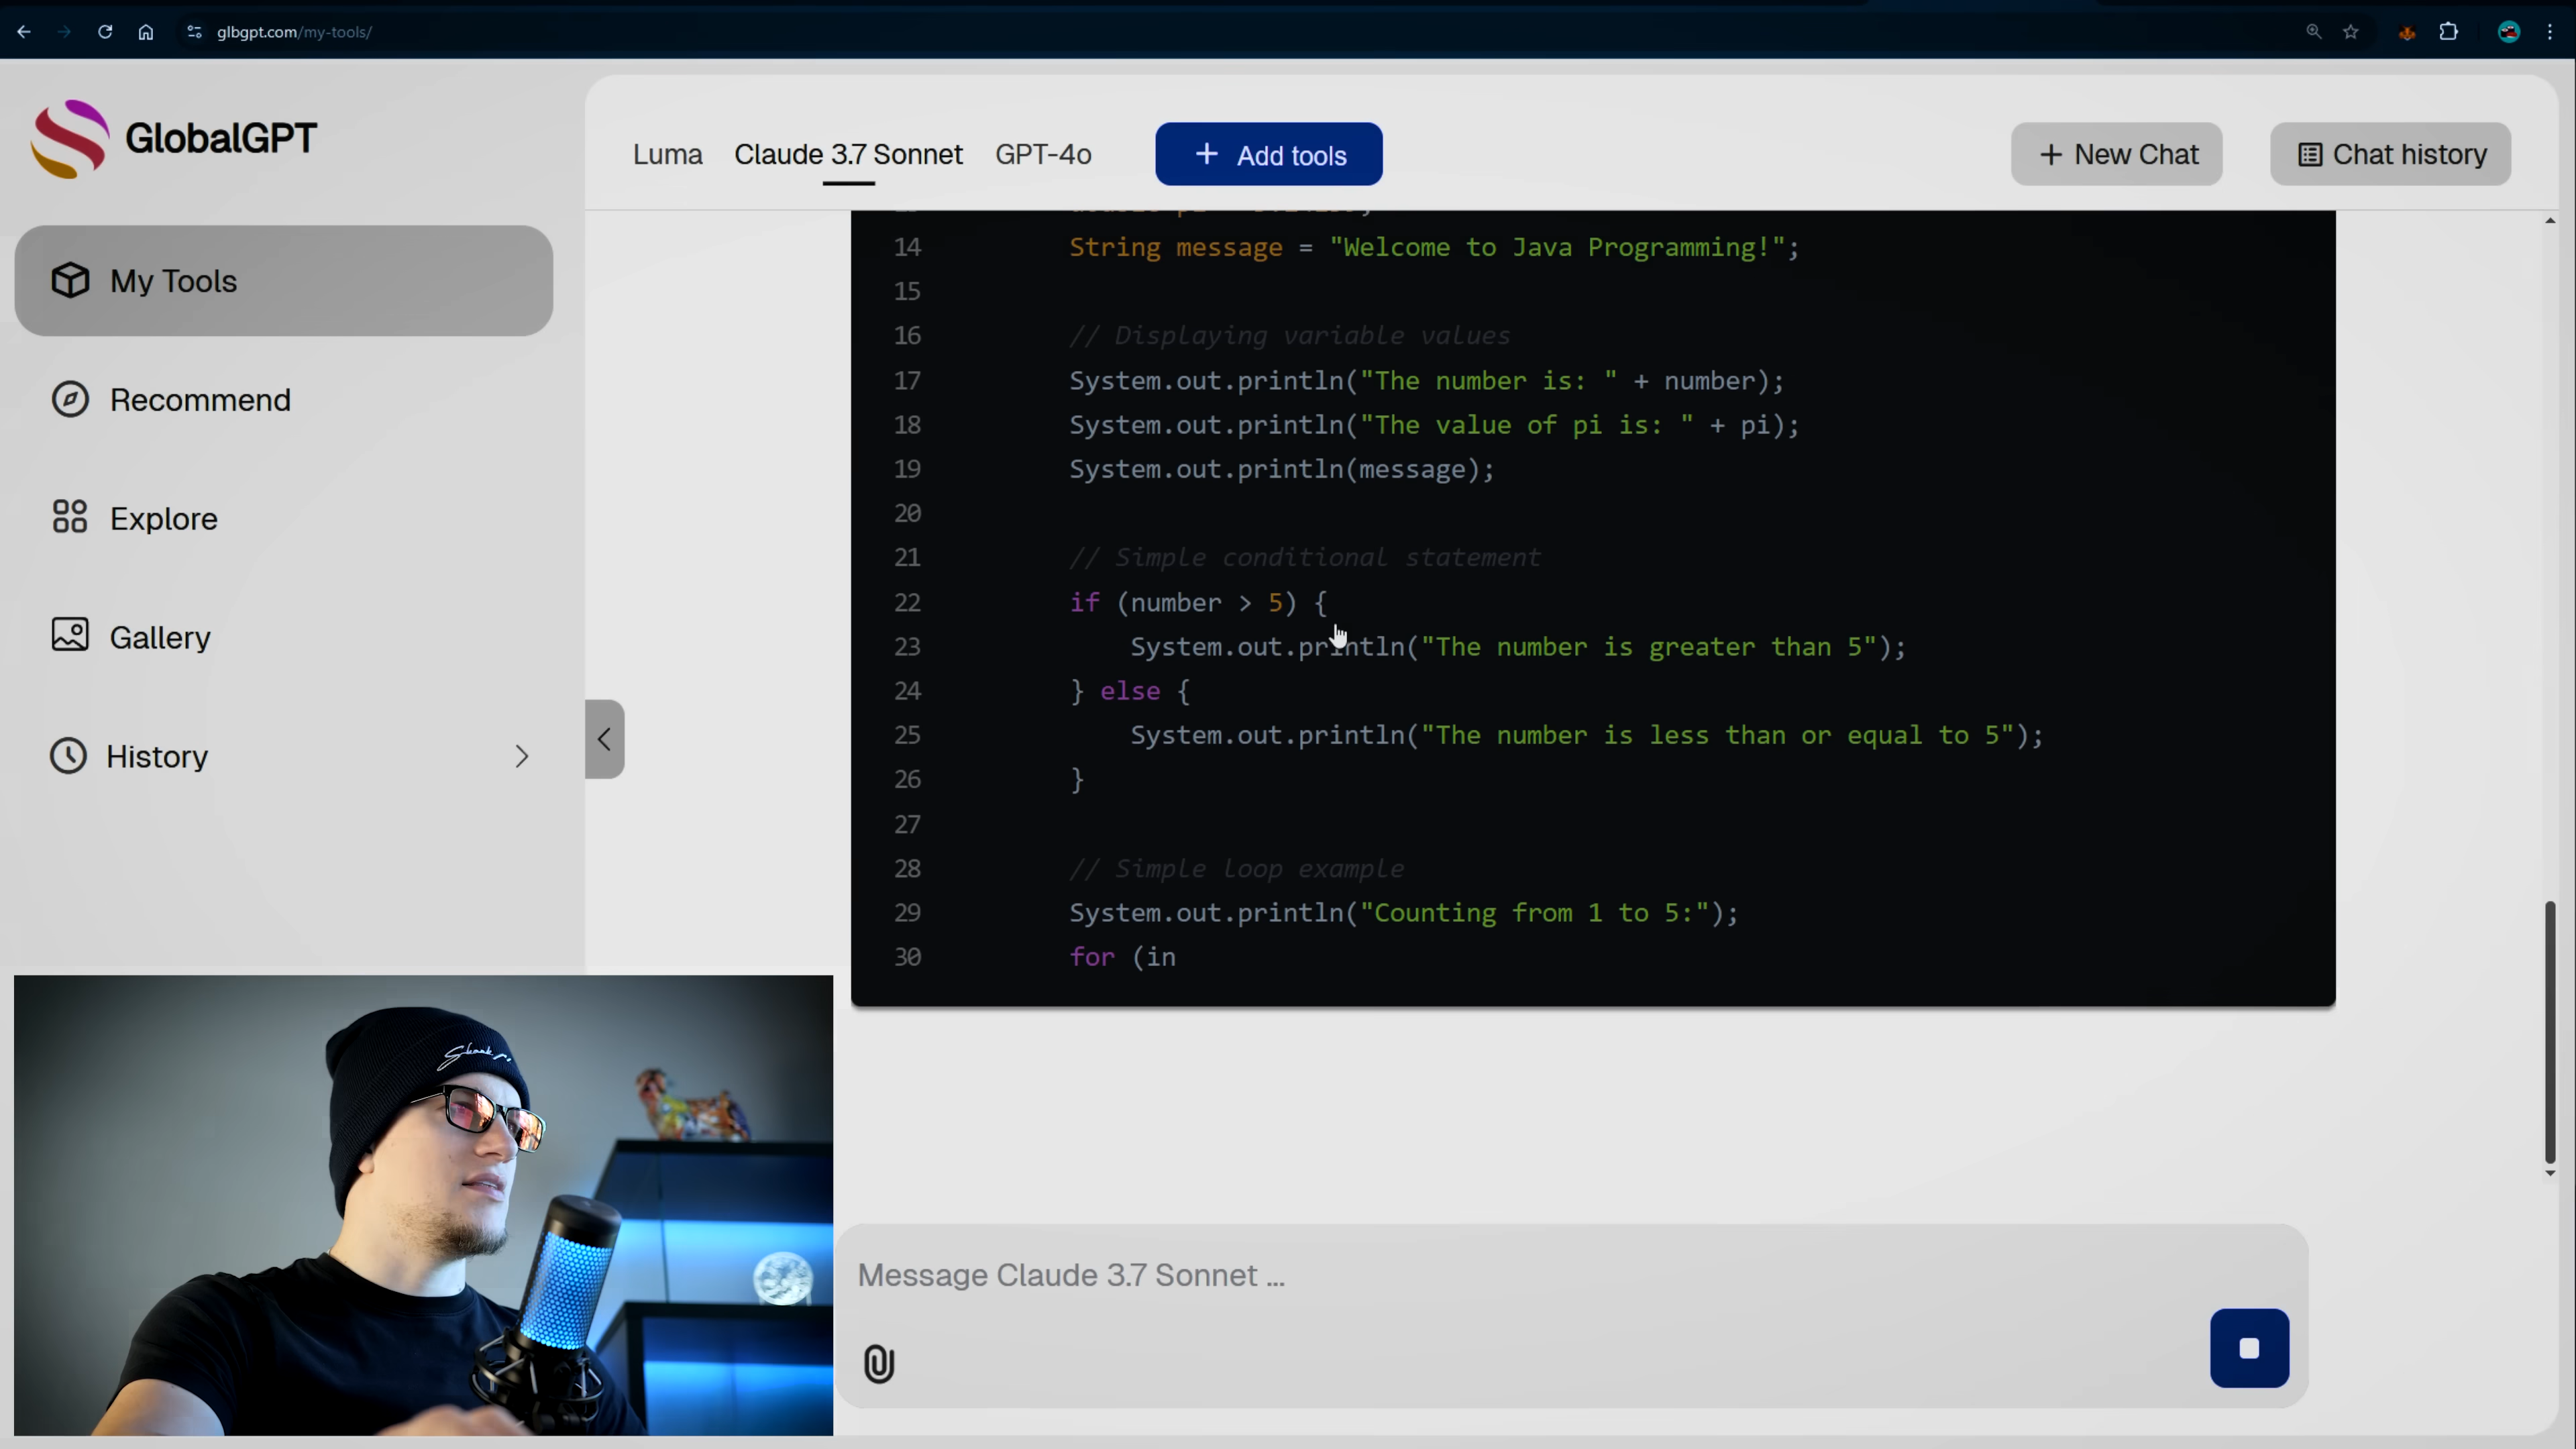 glbgpt.com/my-tools/
GlobalGPT
Luma
Claude 3.7 Sonnet
GPT-4o
+ Add tools
+ New Chat
Chat history
My Tools
Recommend
Explore
Gallery
History
14 String message = "Welcome to Java Programming!";
15
16 // Displaying variable values
17 System.out.println("The number is: " + number);
18 System.out.println("The value of pi is: " + pi);
19 System.out.println(message);
20
21 // Simple conditional statement
22 if (number > 5) {
23 System.out.println("The number is greater than 5");
24 } else {
25 System.out.println("The number is less than or equal to 5");
26 }
27
28 // Simple loop example
29 System.out.println("Counting from 1 to 5:");
30 for (in
Message Claude 3.7 Sonnet ...